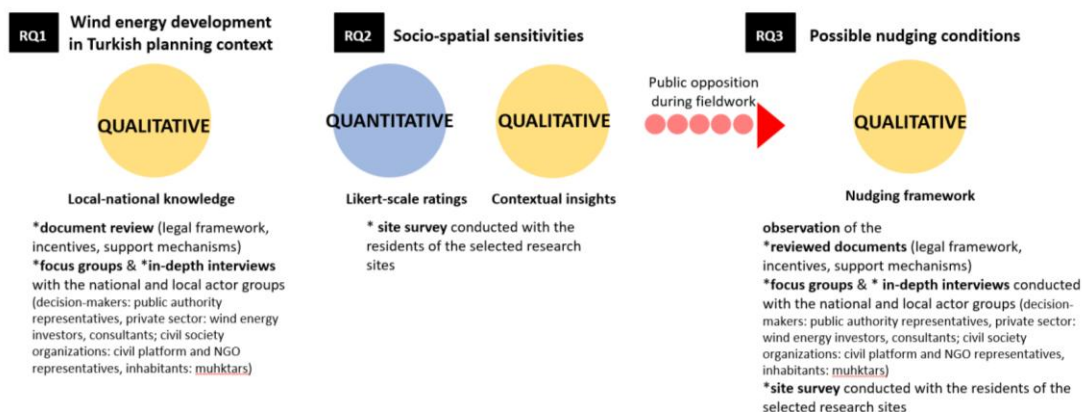 RQ1
Wind energy development
in Turkish planning context
QUALITATIVE
Local-national knowledge
*document review (legal framework,
incentives, support mechanisms)
*focus groups & *in-depth interviews
with the national and local actor groups
(decision-makers: public authority
representatives, private sector: wind energy
investors, consultants; civil society
organizations: civil platform and NGO
representatives, inhabitants: muhktars)
RQ2
Socio-spatial sensitivities
QUANTITATIVE
QUALITATIVE
Likert-scale ratings
Contextual insights
* site survey conducted with the
residents of the selected research
sites
Public opposition
during fieldwork
RQ3
Possible nudging conditions
QUALITATIVE
Nudging framework
observation of the
*reviewed documents (legal framework,
incentives, support mechanisms)
*focus groups & * in-depth interviews conducted
with the national and local actor groups (decision-
makers: public authority representatives, private sector:
wind energy investors, consultants; civil society
organizations: civil platform and NGO representatives,
inhabitants: muhktars)
*site survey conducted with the residents of the
selected research sites